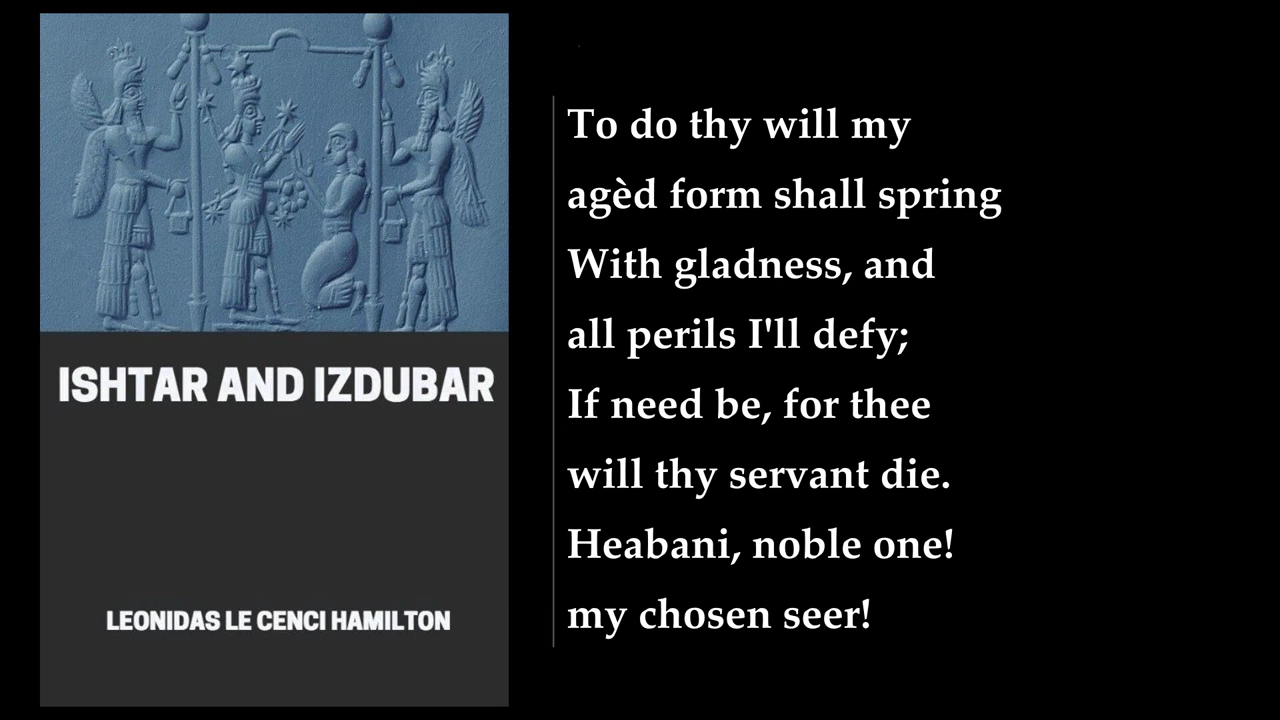 ISHTAR AND IZDUBAR
LEONIDAS LE CENCI HAMILTON
To do thy will my
agèd form shall spring
With gladness, and
all perils I'll defy;
If need be, for thee
will thy servant die.
Heabani, noble one!
my chosen seer!